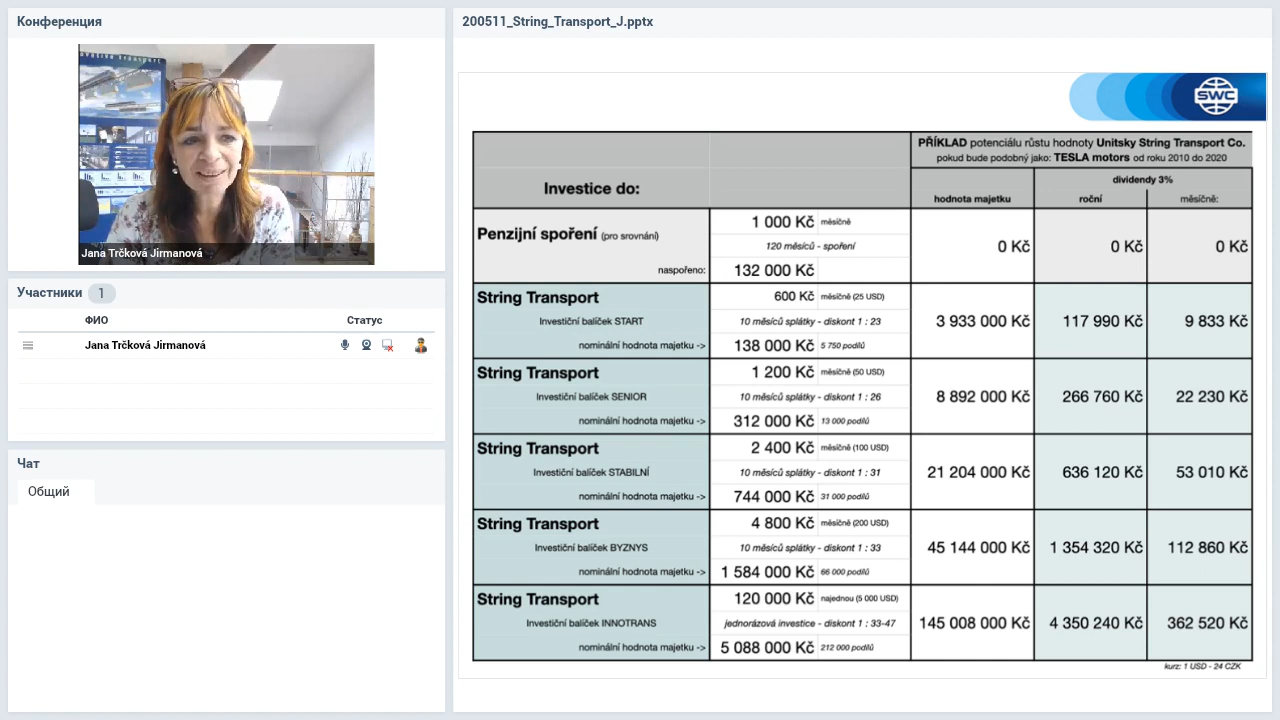 Конференция
Jana Trčková Jirmanová
Участники 1
ФИО Статус
Jana Trčková Jirmanová
Чат
Общий
200511_String_Transport_J.pptx
SWC
Investice do:
PŘÍKLAD potenciálu růstu hodnoty Unitsky String Transport Co.
pokud bude podobný jako: TESLA motors od roku 2010 do 2020
dividendy 3%
hodnota majetku roční měsíčně:
Penzijní spoření (pro srovnání) 1 000 Kč měsíčně
120 měsíců - spoření
naspořeno: 132 000 Kč
0 Kč 0 Kč 0 Kč
String Transport 600 Kč měsíčně (25 USD)
Investiční balíček START 10 měsíců splátky - diskont 1 : 23
nominální hodnota majetku -> 138 000 Kč 5 750 podílů
3 933 000 Kč 117 990 Kč 9 833 Kč
String Transport 1 200 Kč měsíčně (50 USD)
Investiční balíček SENIOR 10 měsíců splátky - diskont 1 : 26
nominální hodnota majetku -> 312 000 Kč 13 000 podílů
8 892 000 Kč 266 760 Kč 22 230 Kč
String Transport 2 400 Kč měsíčně (100 USD)
Investiční balíček STABILNÍ 10 měsíců splátky - diskont 1 : 31
nominální hodnota majetku -> 744 000 Kč 31 000 podílů
21 204 000 Kč 636 120 Kč 53 010 Kč
String Transport 4 800 Kč měsíčně (200 USD)
Investiční balíček BYZNYS 10 měsíců splátky - diskont 1 : 33
nominální hodnota majetku -> 1 584 000 Kč 66 000 podílů
45 144 000 Kč 1 354 320 Kč 112 860 Kč
String Transport 120 000 Kč najednou (5 000 USD)
Investiční balíček INNOTRANS jednorázová investice - diskont 1 : 33-47
nominální hodnota majetku -> 5 088 000 Kč 212 000 podílů
145 008 000 Kč 4 350 240 Kč 362 520 Kč
kurz: 1 USD - 24 CZK